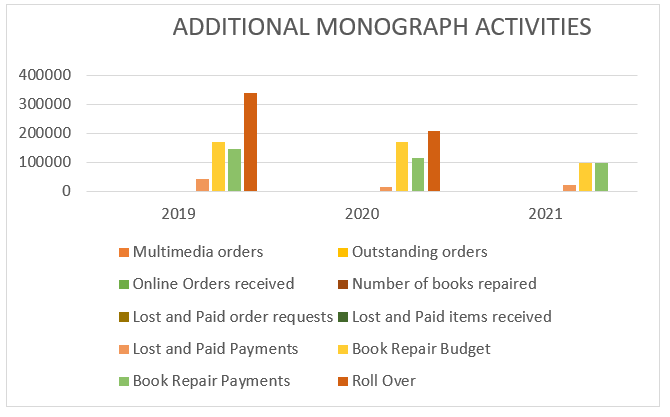 ADDITIONAL MONOGRAPH ACTIVITIES
400000
300000
200000
100000
0
2019 2020 2021
Multimedia orders Outstanding orders
Online Orders received Number of books repaired
Lost and Paid order requests Lost and Paid items received
Lost and Paid Payments Book Repair Budget
Book Repair Payments Roll Over